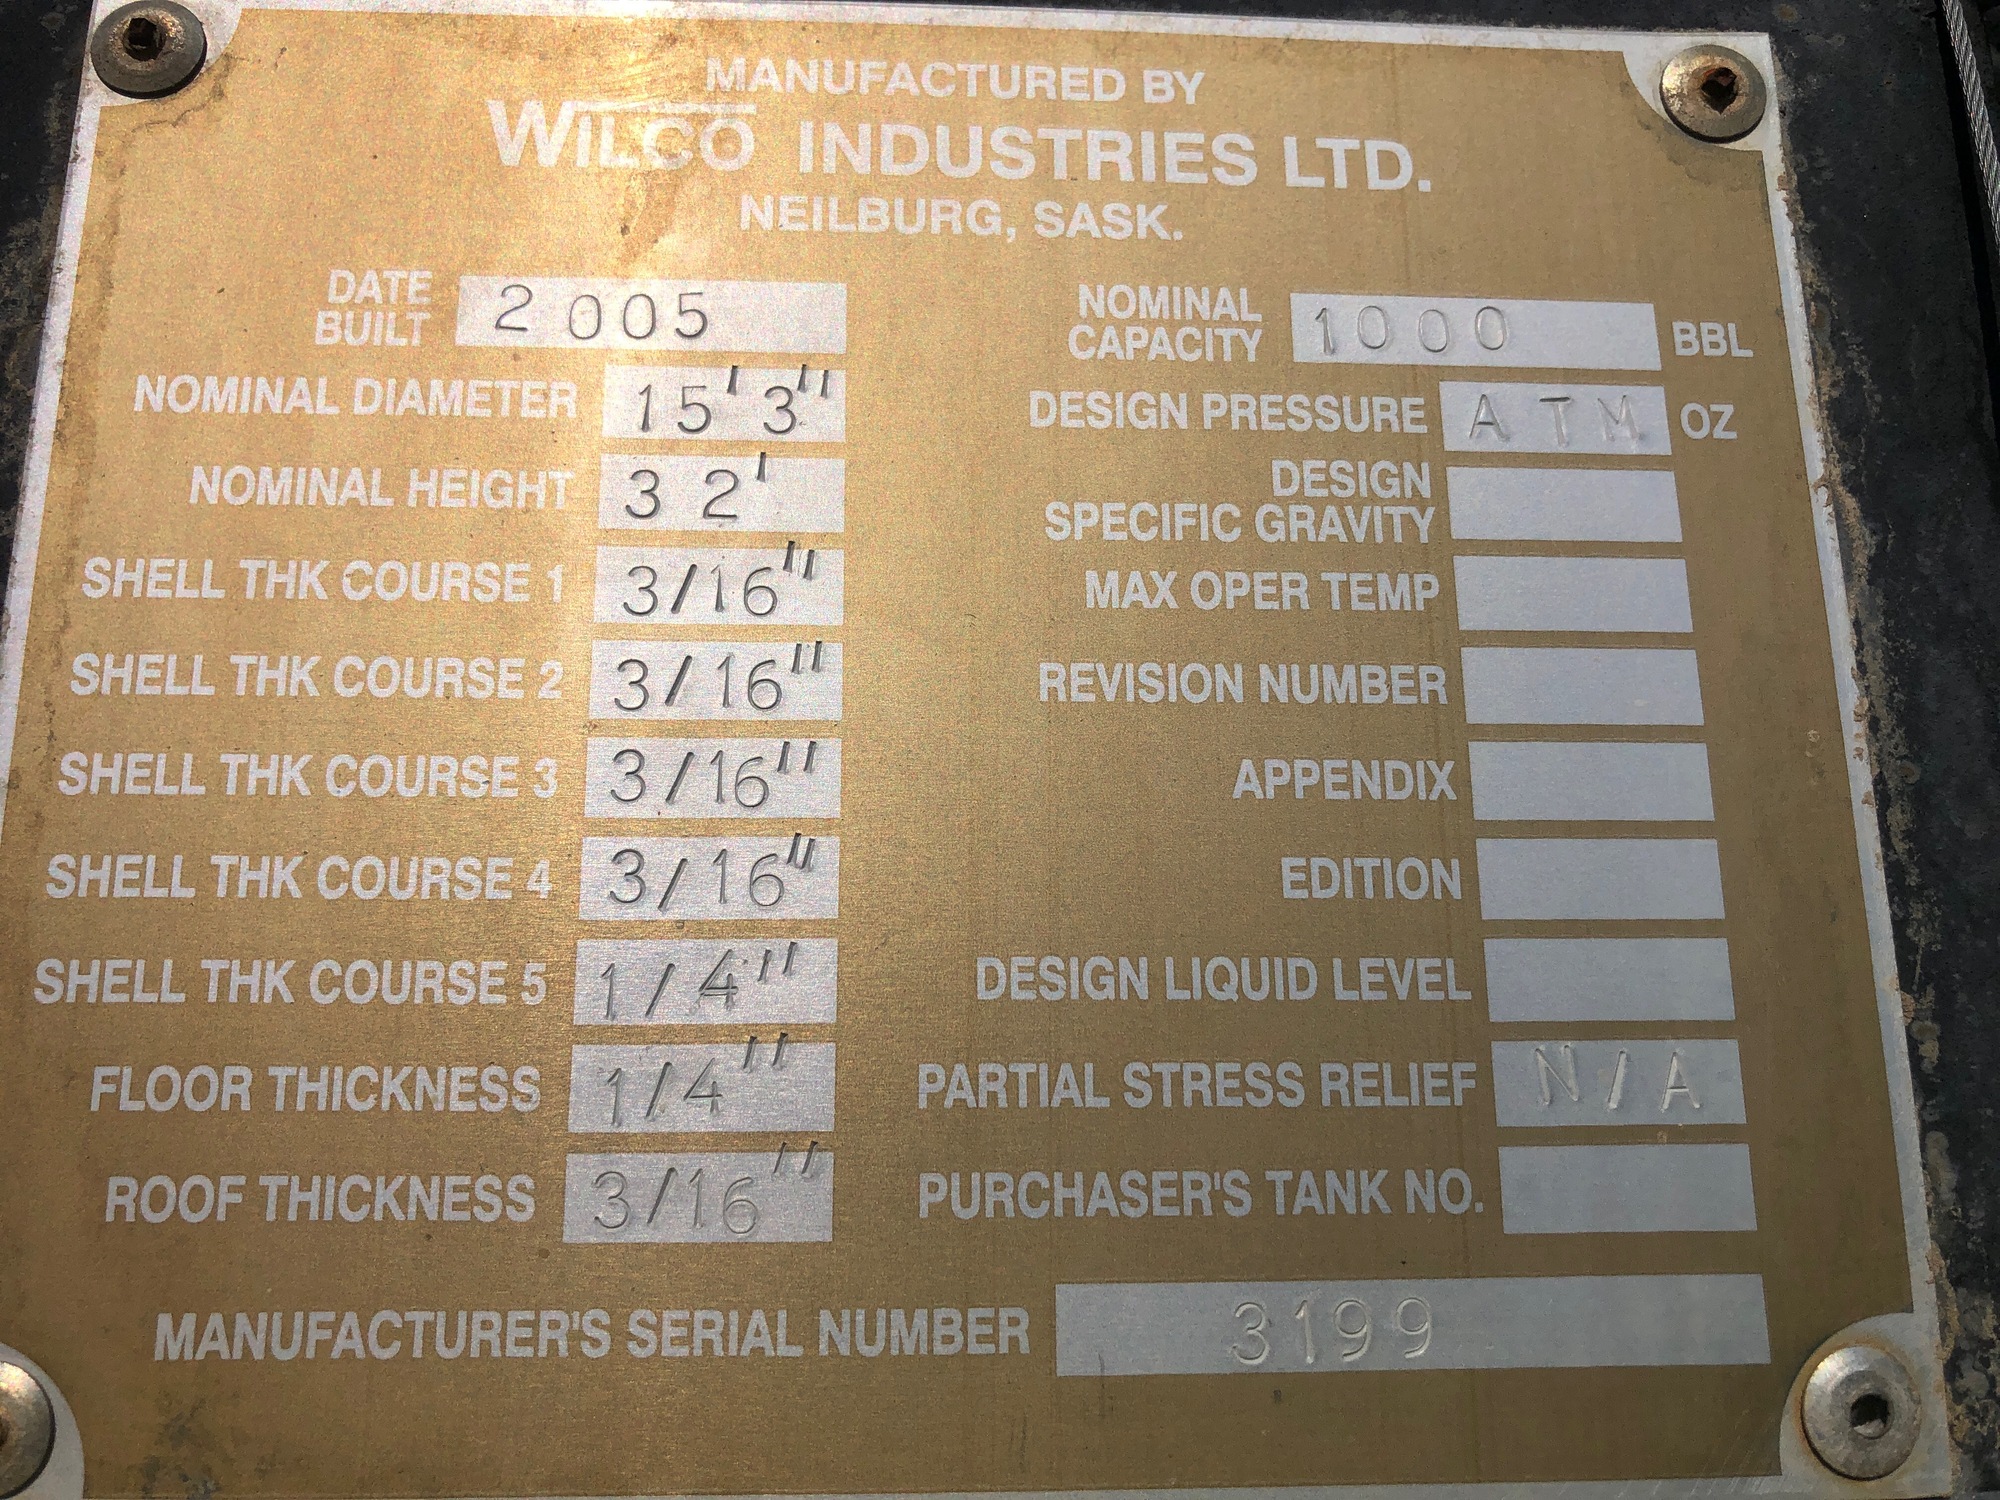 MANUFACTURED BY
WILCO INDUSTRIES LTD.
NEILBURG, SASK.
DATE BUILT 2005
NOMINAL CAPACITY 1000 BBL
NOMINAL DIAMETER 15'3"
DESIGN PRESSURE ATM OZ
NOMINAL HEIGHT 32'
DESIGN SPECIFIC GRAVITY
SHELL THK COURSE 1 3/16"
MAX OPER TEMP
SHELL THK COURSE 2 3/16"
REVISION NUMBER
SHELL THK COURSE 3 3/16"
APPENDIX
SHELL THK COURSE 4 3/16"
EDITION
SHELL THK COURSE 5 1/4"
DESIGN LIQUID LEVEL
FLOOR THICKNESS 1/4"
PARTIAL STRESS RELIEF N/A
ROOF THICKNESS 3/16"
PURCHASER'S TANK NO.
MANUFACTURER'S SERIAL NUMBER 3199